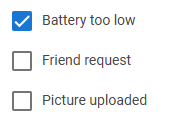 Battery too low
Friend request
Picture uploaded